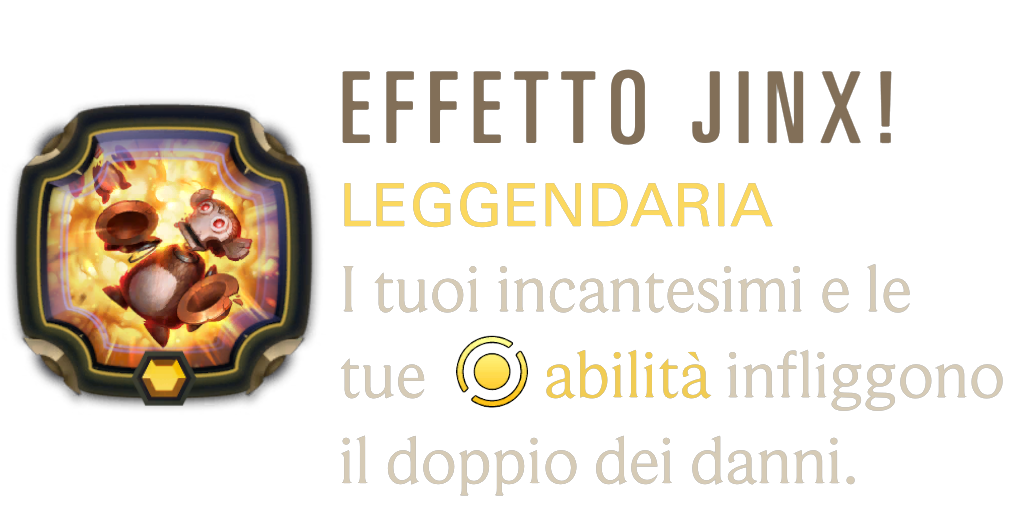 EFFETTO JINX!
LEGGENDARIA
I tuoi incantesimi e le
tue abilità infliggono
il doppio dei danni.